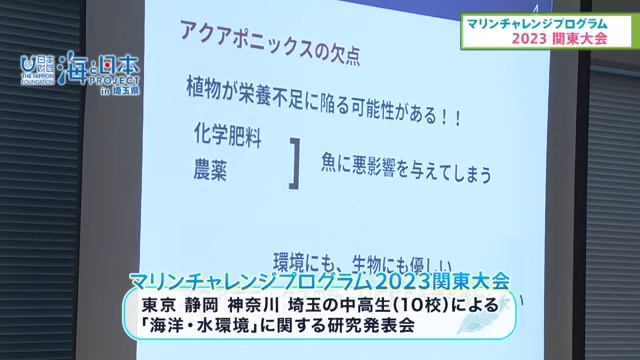 日本財団
THE NIPPON FOUNDATION
海と日本
PROJECT
in 埼玉県
マリンチャレンジプログラム
2023 関東大会
4
アクアポニックスの欠点
植物が栄養不足に陥る可能性がある!!
化学肥料
農薬
魚に悪影響を与えてしまう
環境にも、生物にも優しい
い
マリンチャレンジプログラム2023関東大会
東京 静岡 神奈川 埼玉の中高生(10校)による
「海洋・水環境」に関する研究発表会